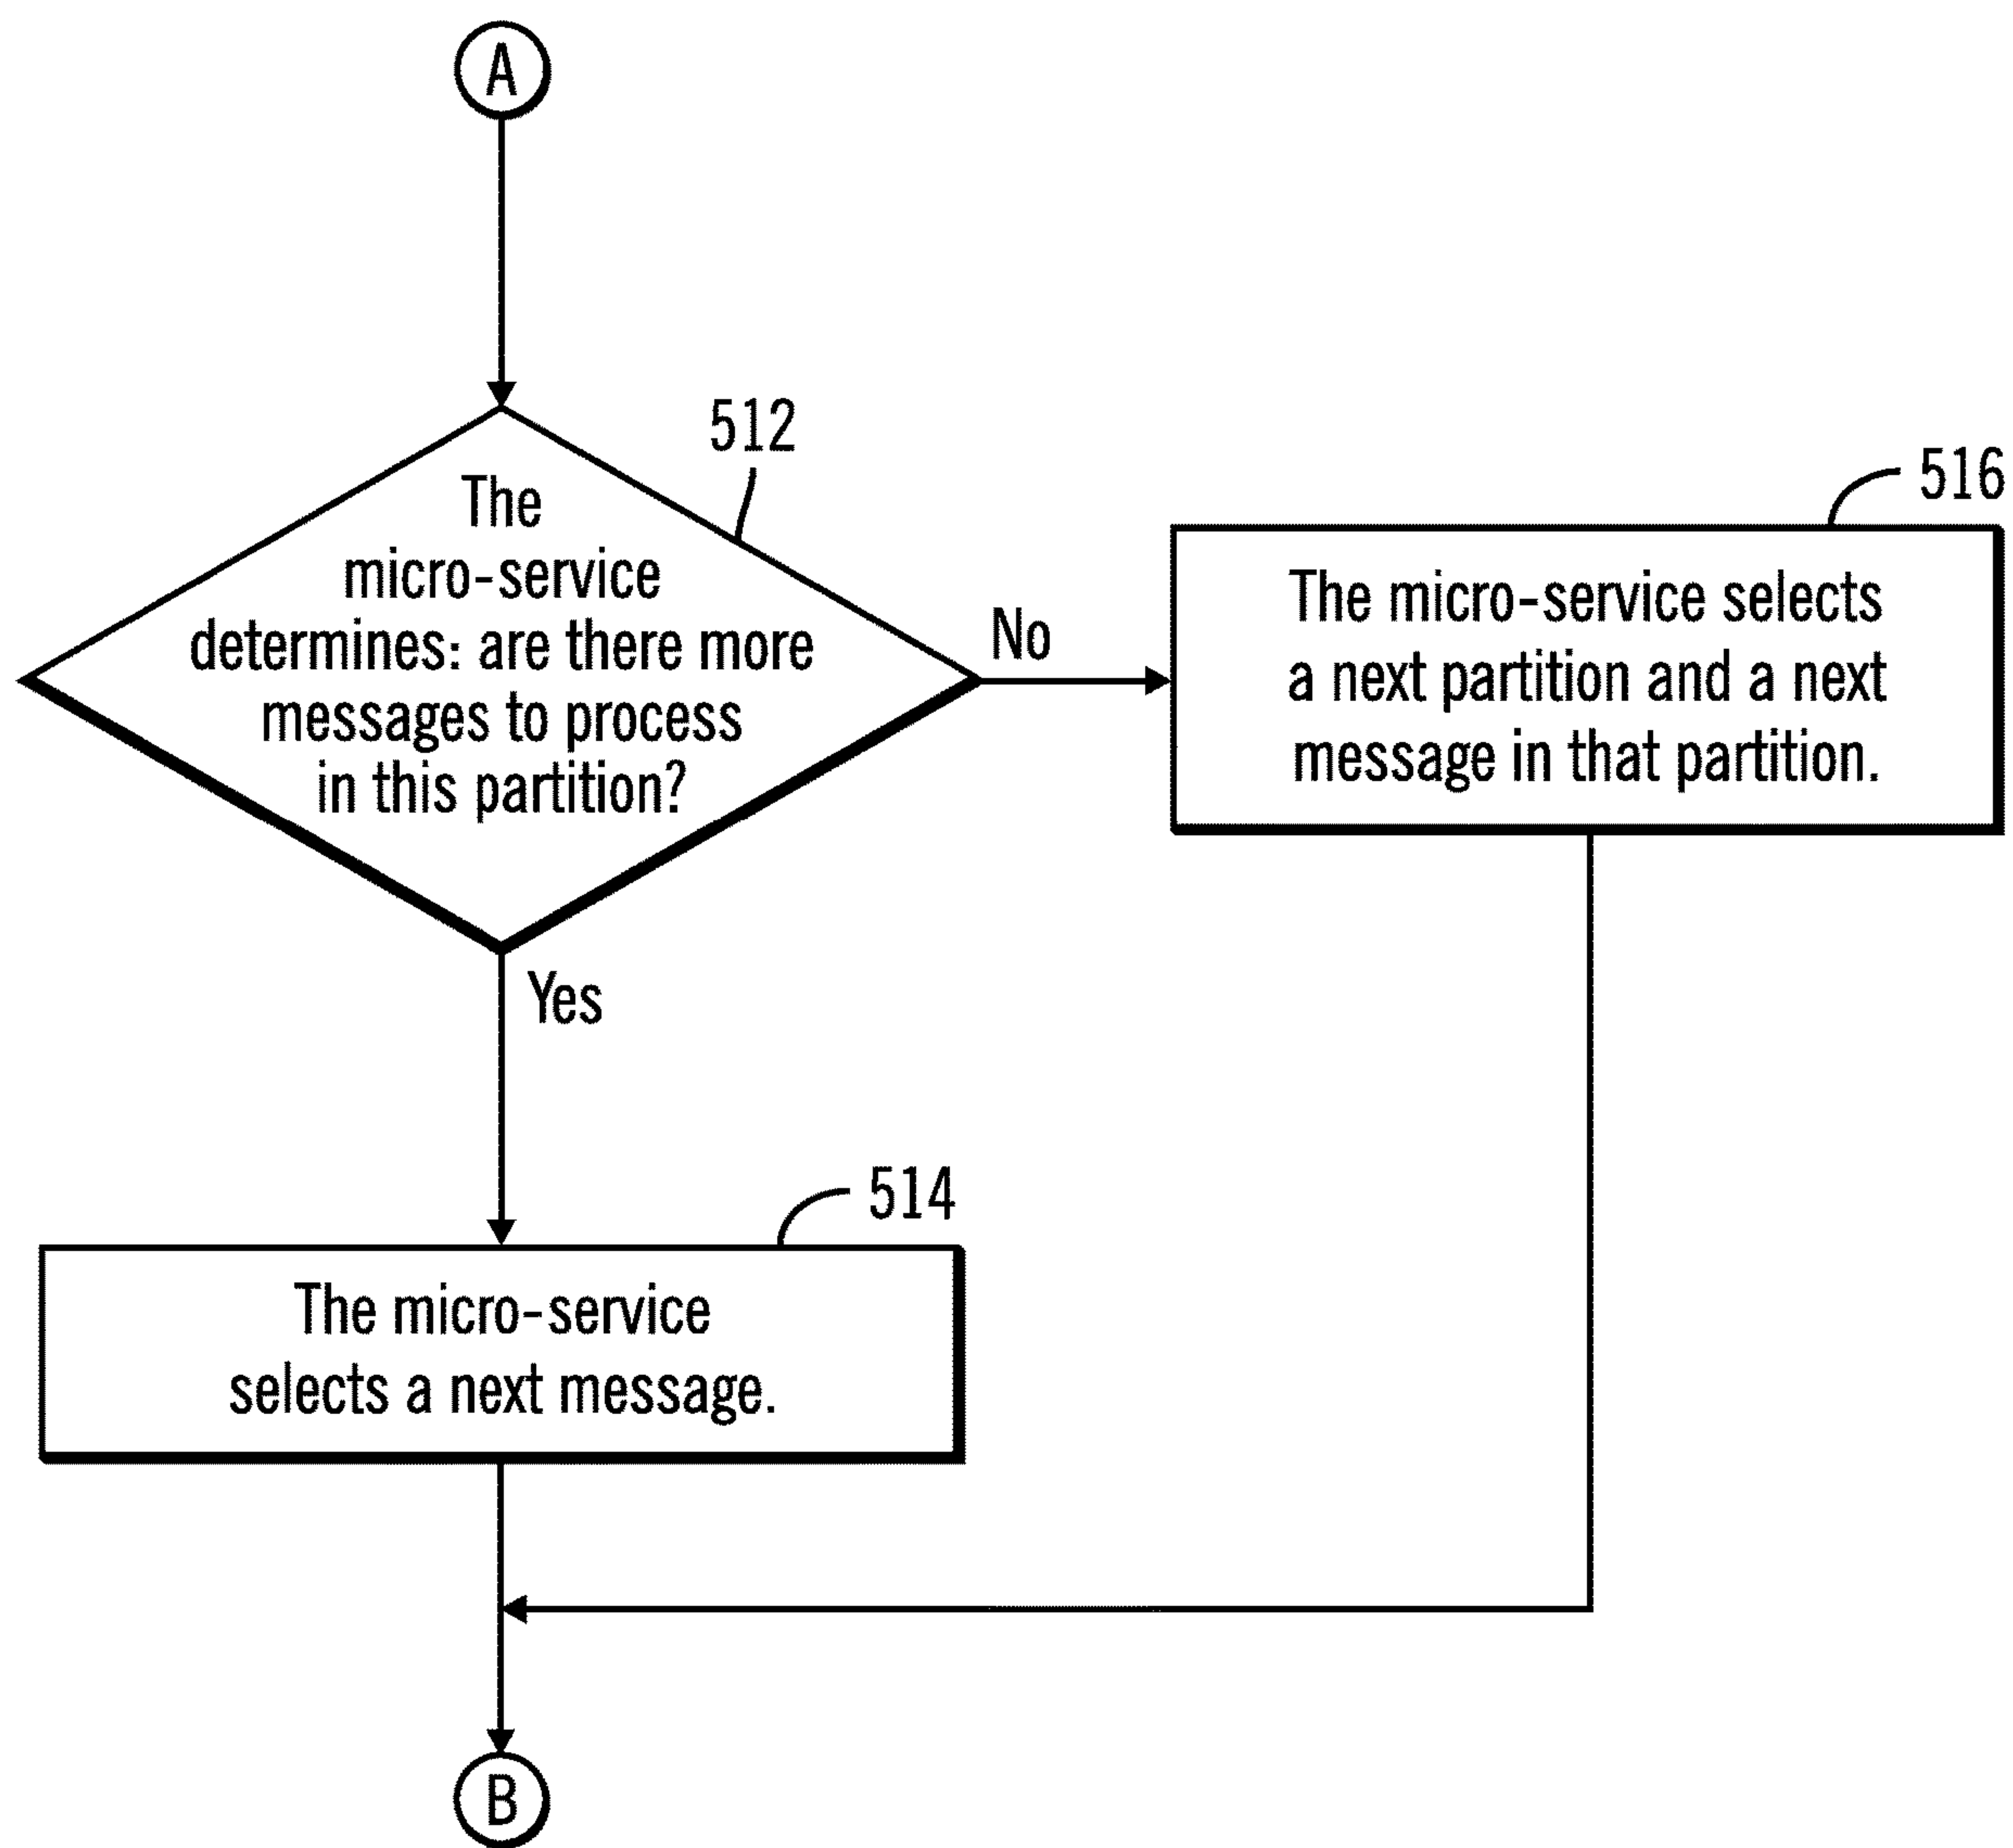 A
512
The
micro-service
determines: are there more
messages to process
in this partition?
No
516
The micro-service selects
a next partition and a next
message in that partition.
Yes
514
The micro-service
selects a next message.
B